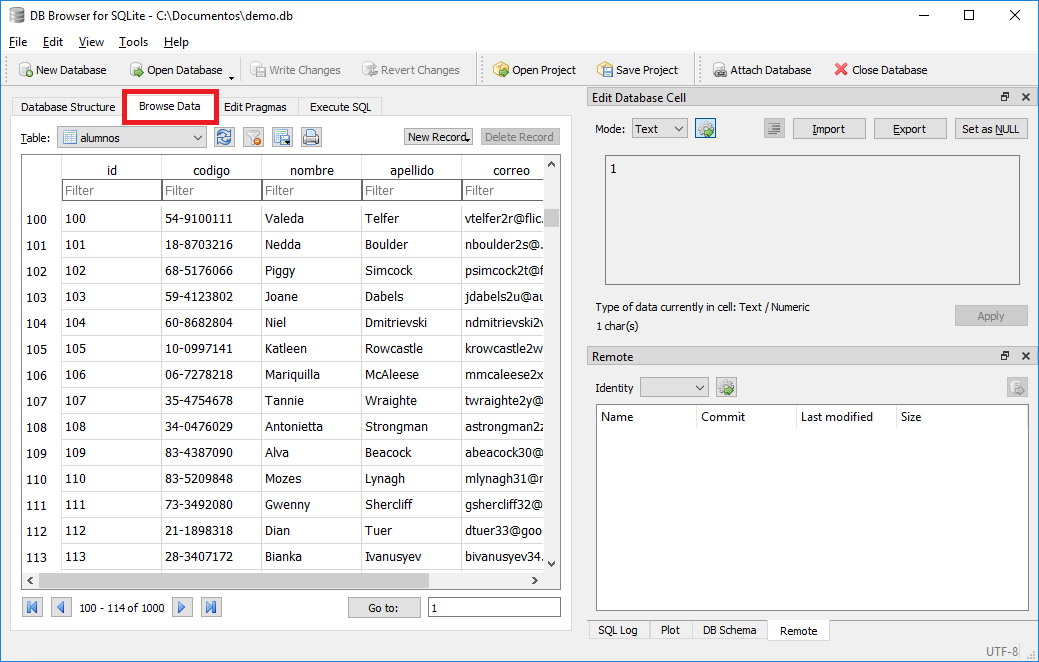 DB Browser for SQLite - C:\Documentos\demo.db
File Edit View Tools Help
New Database Open Database Write Changes Revert Changes Open Project Save Project Attach Database Close Database
Database Structure Browse Data Edit Pragmas Execute SQL
Table: alumnos New Record Delete Record
id codigo nombre apellido correo
Filter Filter Filter Filter Filter
100 100 54-9100111 Valeda Telfer vtelfer2r@flic.
101 101 18-8703216 Nedda Boulder nboulder2s@.
102 102 68-5176066 Piggy Simcock psimcock2t@f
103 103 59-4123802 Joane Dabels jdabels2u@au
104 104 60-8682804 Niel Dmitrievski ndmitrievski2v
105 105 10-0997141 Katleen Rowcastle krowcastle2w
106 106 06-7278218 Mariquilla McAleese mmcaleese2x
107 107 35-4754678 Tannie Wraighte twraighte2y@
108 108 34-0476029 Antonietta Strongman astrongman2z
109 109 83-4387090 Alva Beacock abeacock30@
110 110 83-5209848 Mozes Lynagh mlynagh31@r
111 111 73-3492080 Gwenny Shercliff gshercliff32@
112 112 21-1898318 Dian Tuer dtuer33@goo
113 113 28-3407172 Bianka Ivanusyev bivanusyev34.
100 - 114 of 1000 Go to: 1
Edit Database Cell
Mode: Text Import Export Set as NULL
1
Type of data currently in cell: Text / Numeric
1 char(s)
Apply
Remote
Identity
Name Commit Last modified Size
SQL Log Plot DB Schema Remote
UTF-8